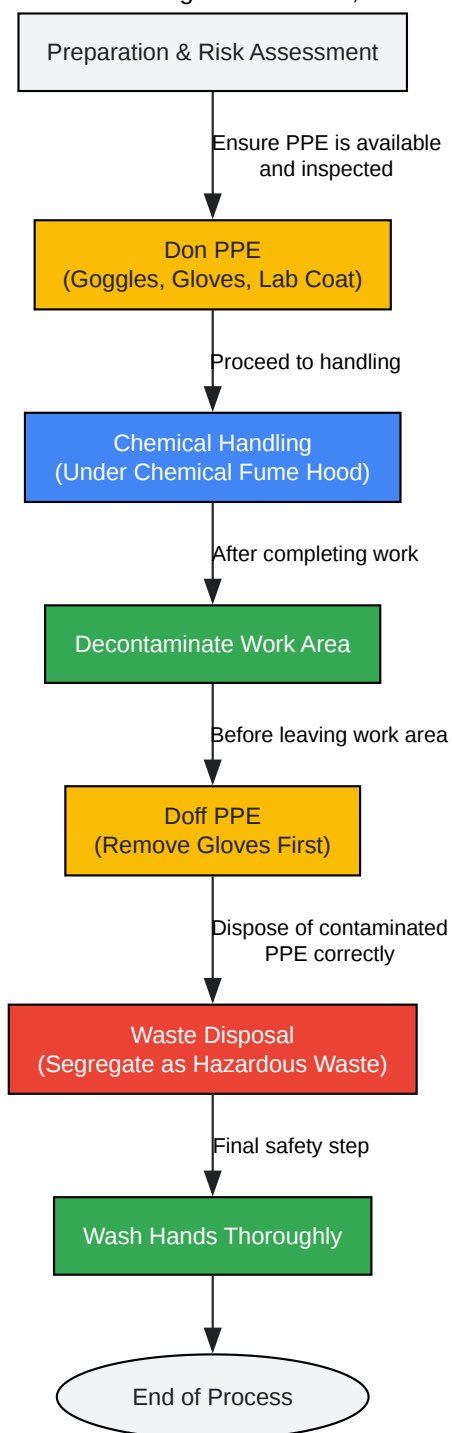 Preparation & Risk Assessment
Ensure PPE is available
and inspected
Don PPE
(Goggles, Gloves, Lab Coat)
Proceed to handling
Chemical Handling
(Under Chemical Fume Hood)
After completing work
Decontaminate Work Area
Before leaving work area
Doff PPE
(Remove Gloves First)
Dispose of contaminated
PPE correctly
Waste Disposal
(Segregate as Hazardous Waste)
Final safety step
Wash Hands Thoroughly
End of Process